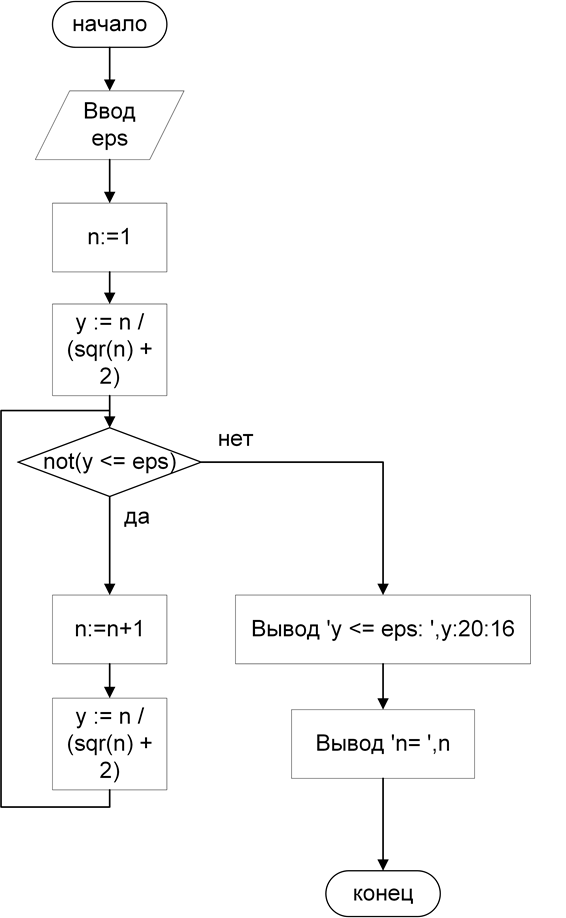 начало
Ввод
eps
n:=1
y := n /
(sqr(n) +
2)
not(y <= eps)
нет
да
n:=n+1
y := n /
(sqr(n) +
2)
Вывод 'y <= eps: ',y:20:16
Вывод 'n= ',n
конец